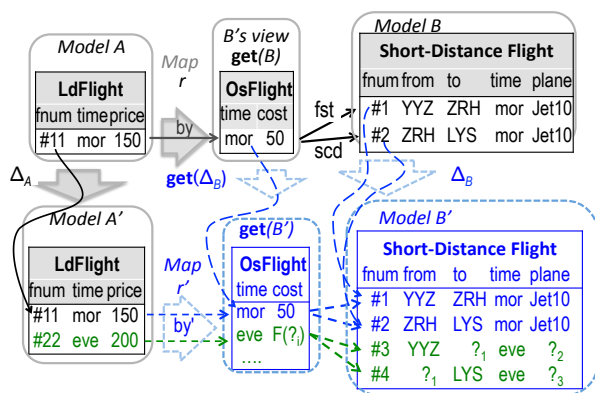 Model A
Map
r
B's view
get(B)
Model B
LdFlight
fnum time price
#11 mor 150
by
OsFlight
time cost
mor 50
fst
scd
Short-Distance Flight
fnum from to time plane
#1 YYZ ZRH mor Jet10
#2 ZRH LYS mor Jet10
Δ_A
get(Δ_B)
Δ_B
Model A'
LdFlight
fnum time price
#11 mor 150
#22 eve 200
Map
r'
by'
get(B')
OsFlight
time cost
mor 50
eve F(?_i)
....
Model B'
Short-Distance Flight
fnum from to time plane
#1 YYZ ZRH mor Jet10
#2 ZRH LYS mor Jet10
#3 YYZ ?_1 eve ?_2
#4 ?_1 LYS eve ?_3